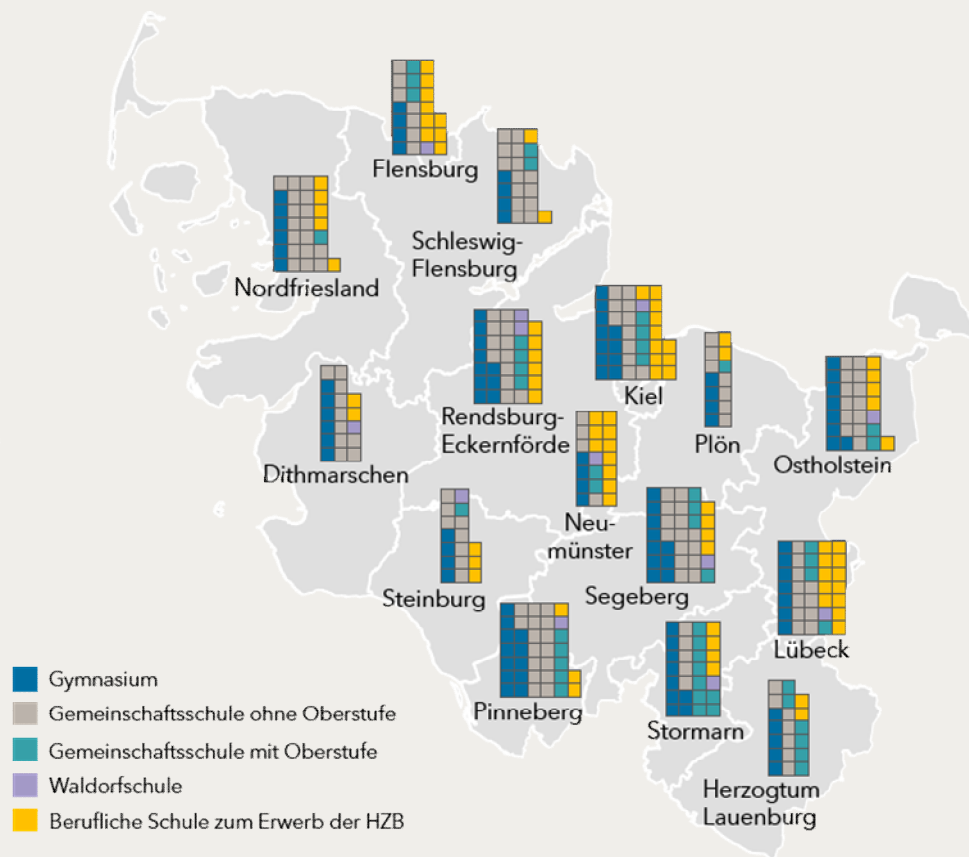 Flensburg
Schleswig-
Flensburg
Nordfriesland
Kiel
Rendsburg-
Eckernförde
Plön
Ostholstein
Dithmarschen
Neu-
münster
Steinburg
Segeberg
Lübeck
Pinneberg
Stormarn
Herzogtum
Lauenburg
Gymnasium
Gemeinschaftsschule ohne Oberstufe
Gemeinschaftsschule mit Oberstufe
Waldorfschule
Berufliche Schule zum Erwerb der HZB